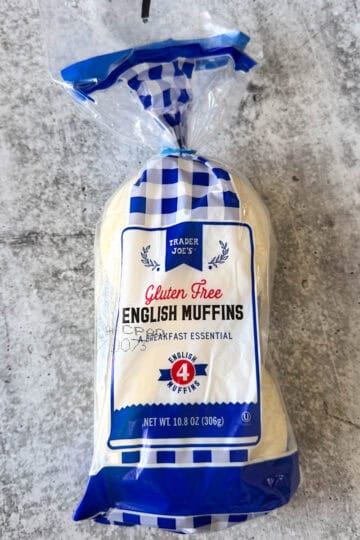 TRADER
JOE'S
Gluten Free
ENGLISH MUFFINS
A BREAKFAST ESSENTIAL
ENGLISH
4
MUFFINS
NET WT. 10.8 OZ (306g)
U